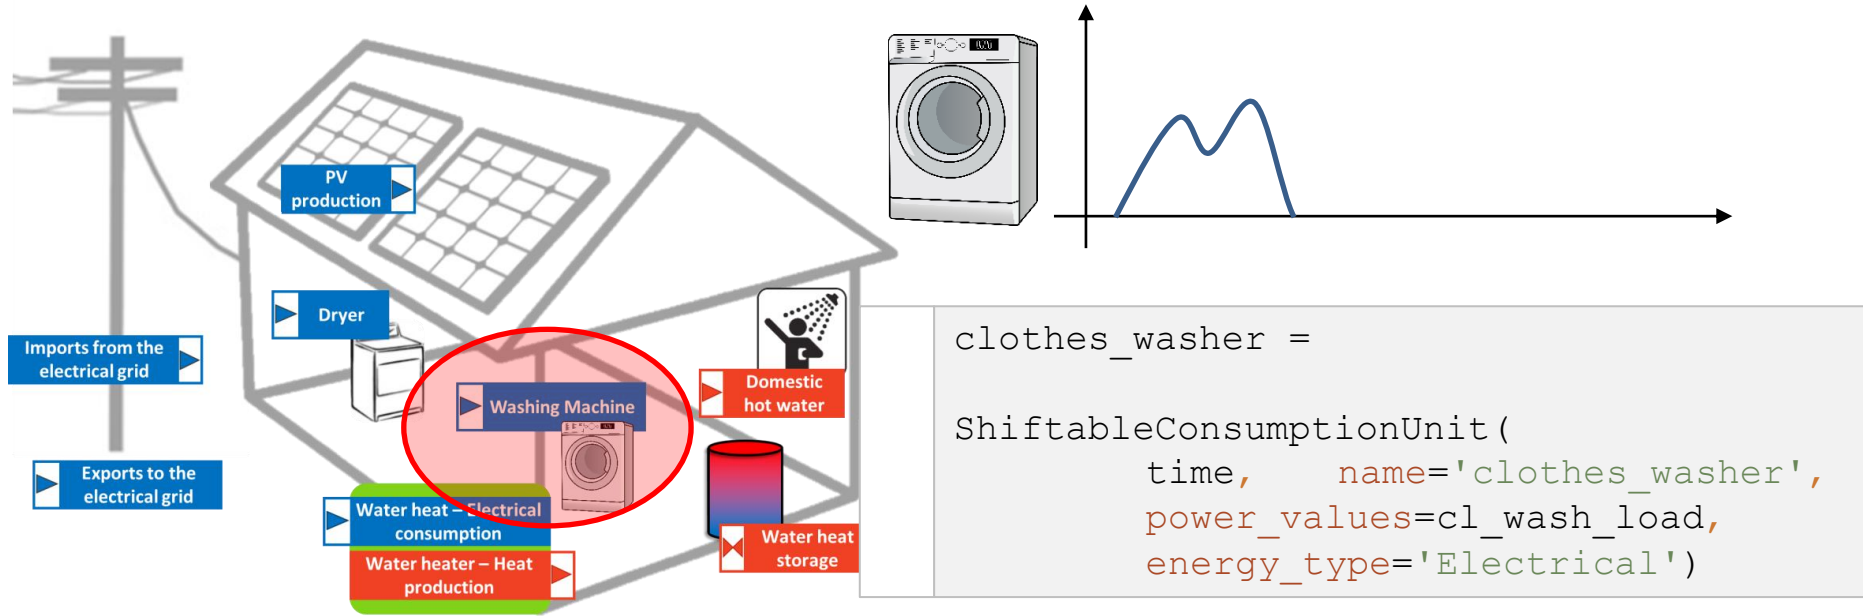 PV
production
Dryer
Imports from the
electrical grid
Washing Machine
Domestic
hot water
Exports to the
electrical grid
Water heat – Electrical
consumption
Water heater – Heat
production
Water heat
storage
clothes_washer =
ShiftableConsumptionUnit(
time, name='clothes_washer',
power_values=cl_wash_load,
energy_type='Electrical')